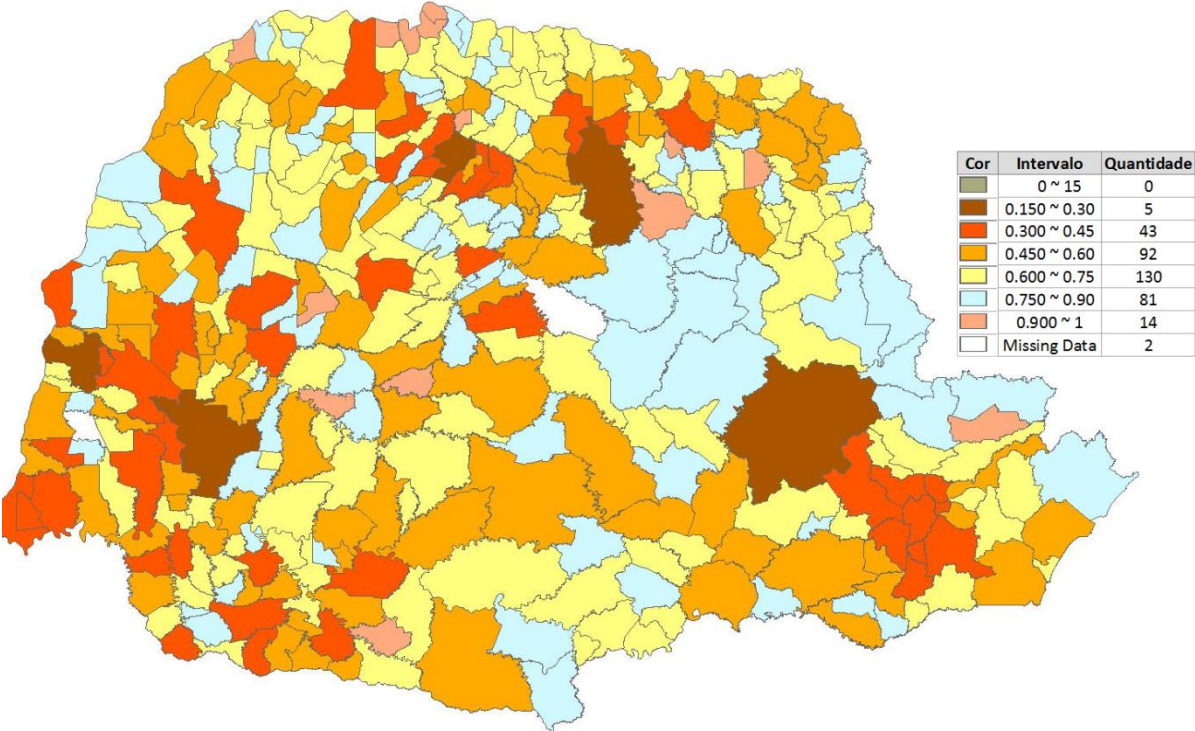 Cor Intervalo Quantidade
0 ~ 15 0
0.150 ~ 0.30 5
0.300 ~ 0.45 43
0.450 ~ 0.60 92
0.600 ~ 0.75 130
0.750 ~ 0.90 81
0.900 ~ 1 14
Missing Data 2